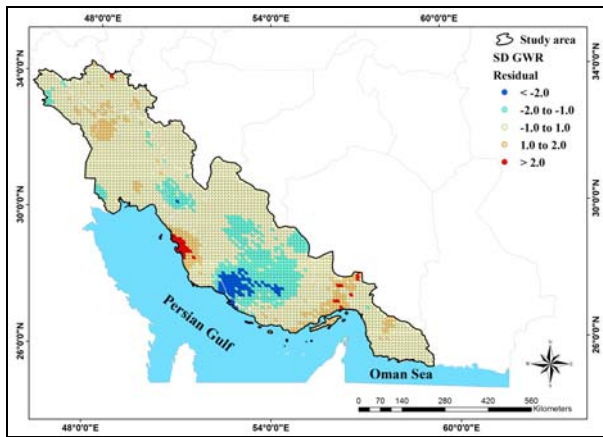 48°0'0"E 54°0'0"E 60°0'0"E
Study area
SD GWR
Residual
< -2.0
-2.0 to -1.0
-1.0 to 1.0
1.0 to 2.0
> 2.0
34°0'0"N 34°0'0"N
30°0'0"N 30°0'0"N
26°0'0"N 26°0'0"N
Persian Gulf
Oman Sea
N
0 70 140 280 420 560
Kilometers
48°0'0"E 54°0'0"E 60°0'0"E